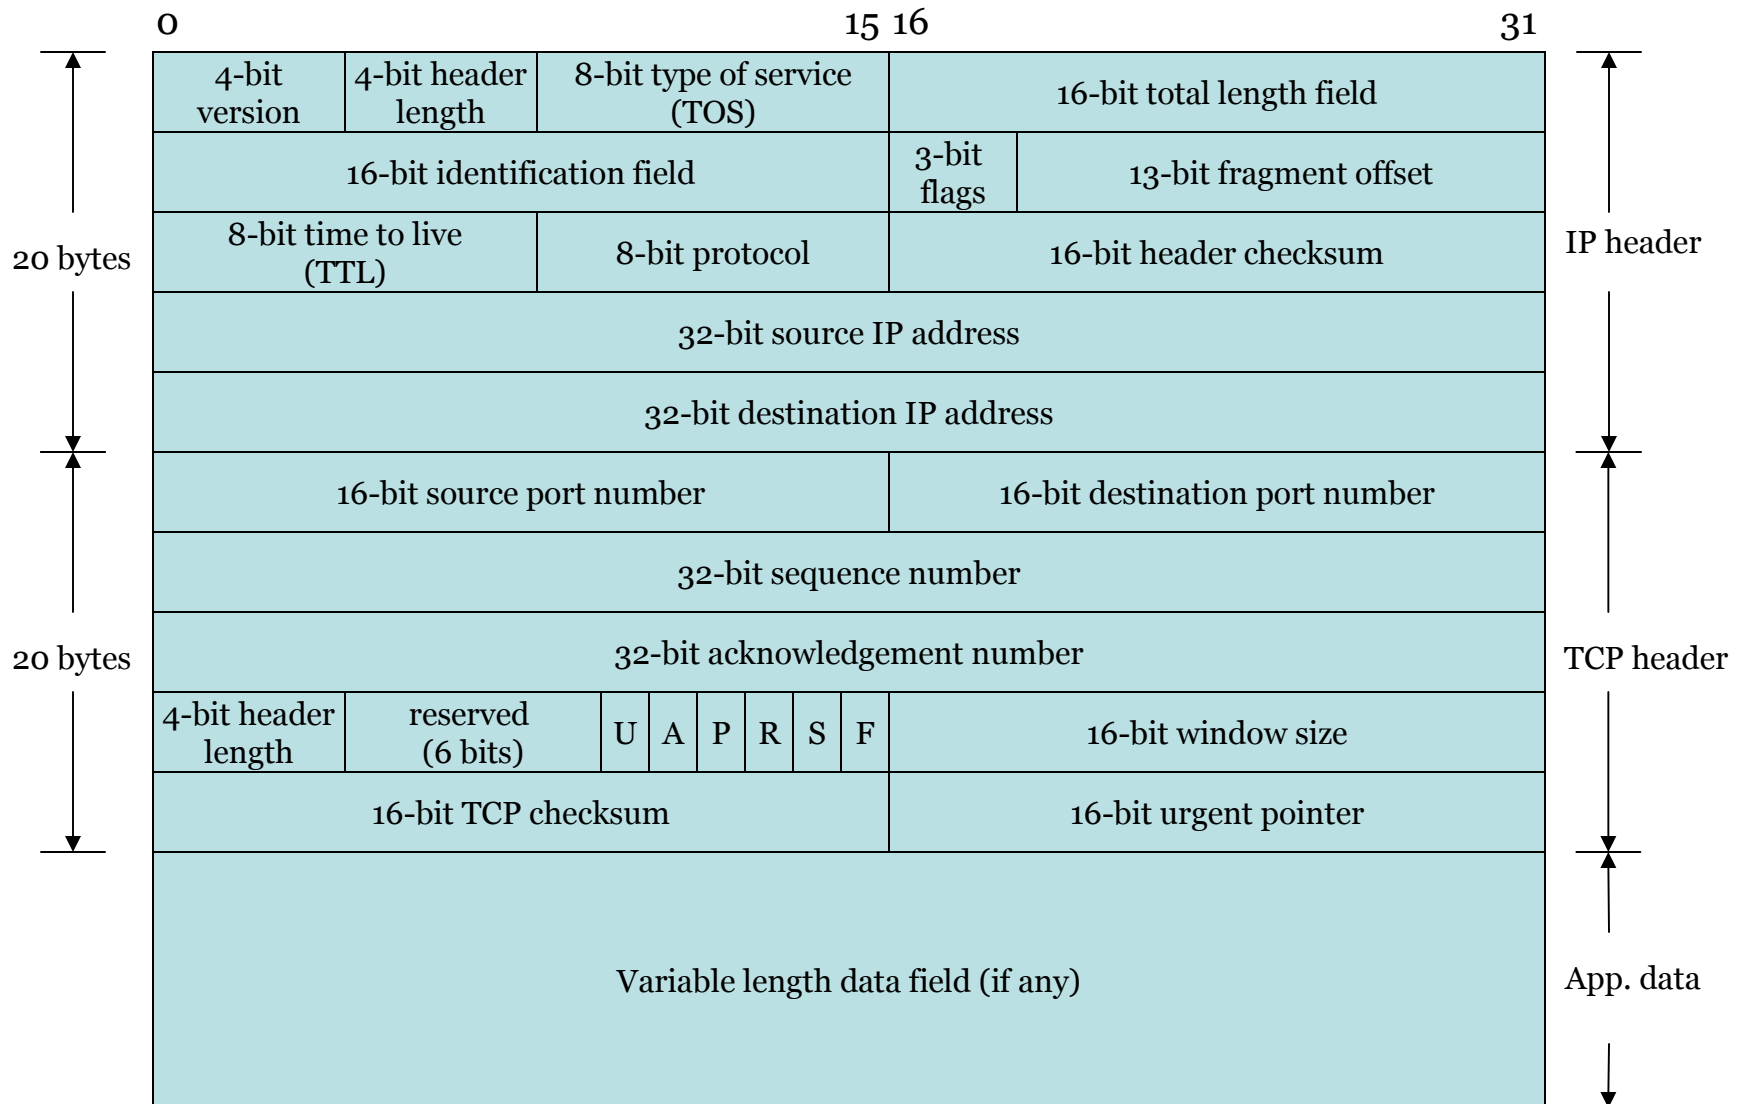 0 15 16 31
4-bit
version
4-bit header
length
8-bit type of service
(TOS)
16-bit total length field
16-bit identification field
3-bit
flags
13-bit fragment offset
8-bit time to live
(TTL)
8-bit protocol
16-bit header checksum
20 bytes
IP header
32-bit source IP address
32-bit destination IP address
16-bit source port number
16-bit destination port number
32-bit sequence number
32-bit acknowledgement number
20 bytes
TCP header
4-bit header
length
reserved
(6 bits)
U A P R S F
16-bit window size
16-bit TCP checksum
16-bit urgent pointer
Variable length data field (if any)
App. data